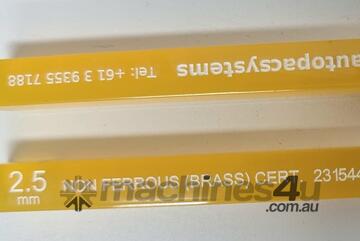 autopacsystems Tel: +61 3 9355 7188
2.5 mm NON FERROUS (BRASS) CERT. 231544
machines4u
.com.au